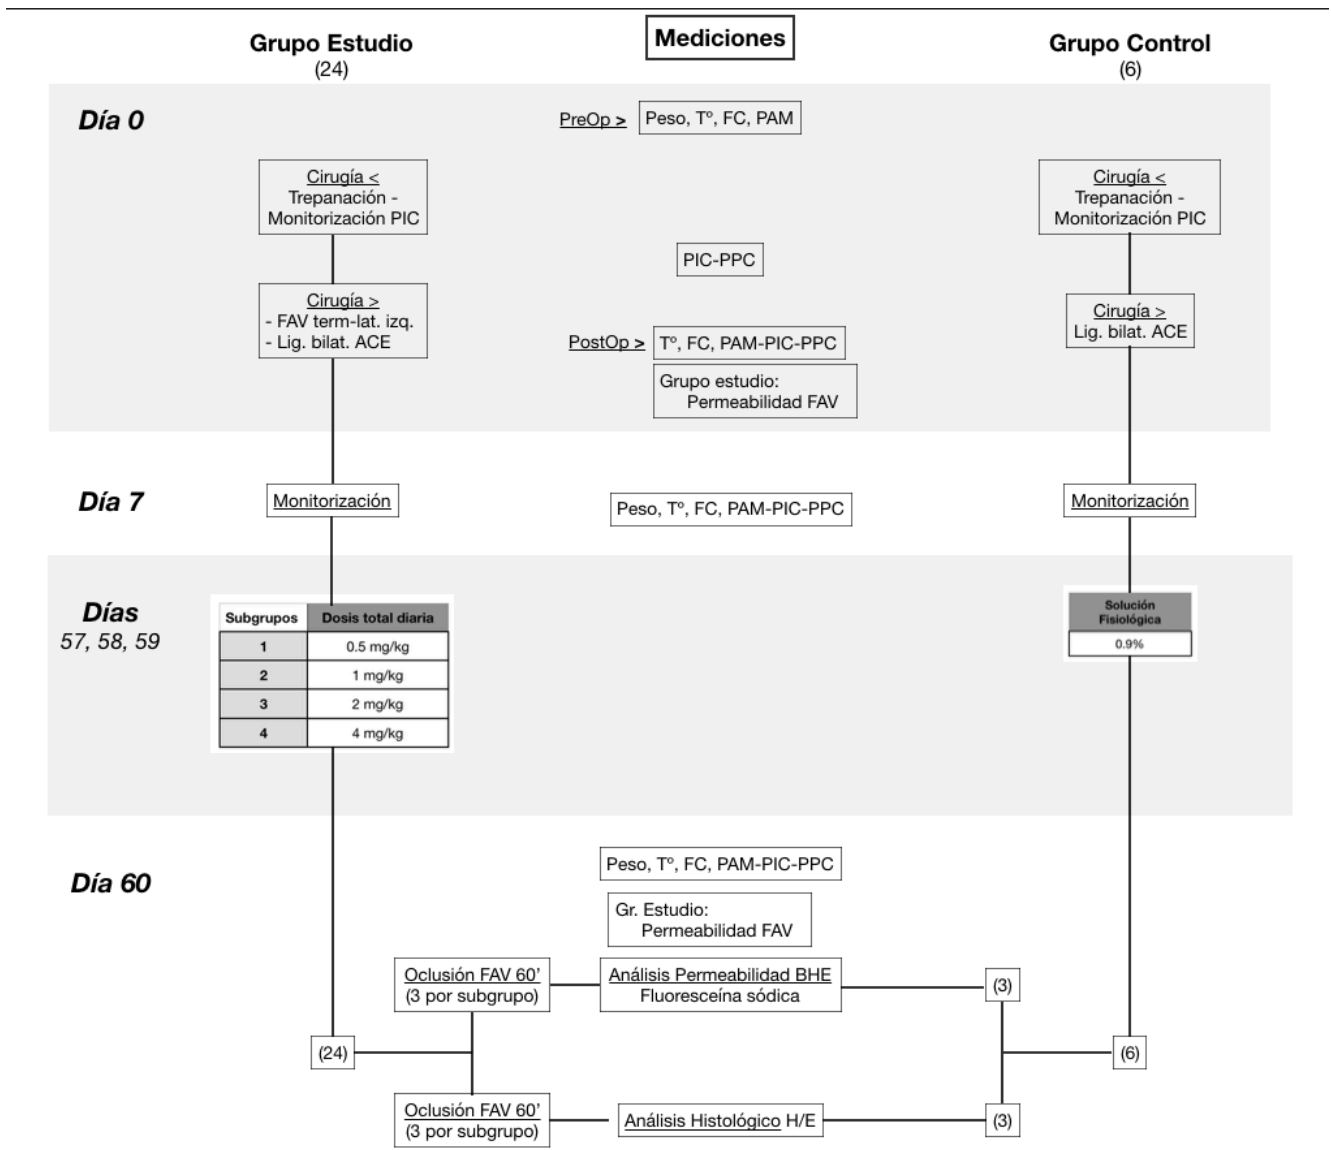 Grupo Estudio
(24)
Mediciones
Grupo Control
(6)
Día 0
PreOp >
Peso, Tº, FC, PAM
Cirugía <
Trepanación -
Monitorización PIC
Cirugía <
Trepanación -
Monitorización PIC
PIC-PPC
Cirugía >
- FAV term-lat. izq.
- Lig. bilat. ACE
Cirugía >
Lig. bilat. ACE
PostOp >
Tº, FC, PAM-PIC-PPC
Grupo estudio:
Permeabilidad FAV
Día 7
Monitorización
Peso, Tº, FC, PAM-PIC-PPC
Monitorización
Días
57, 58, 59
Subgrupos Dosis total diaria
1 0.5 mg/kg
2 1 mg/kg
3 2 mg/kg
4 4 mg/kg
Solución
Fisiológica
0.9%
Día 60
Peso, Tº, FC, PAM-PIC-PPC
Gr. Estudio:
Permeabilidad FAV
Oclusión FAV 60'
(3 por subgrupo)
Análisis Permeabilidad BHE
Fluoresceína sódica
(3)
(24)
(6)
Oclusión FAV 60'
(3 por subgrupo)
Análisis Histológico H/E
(3)